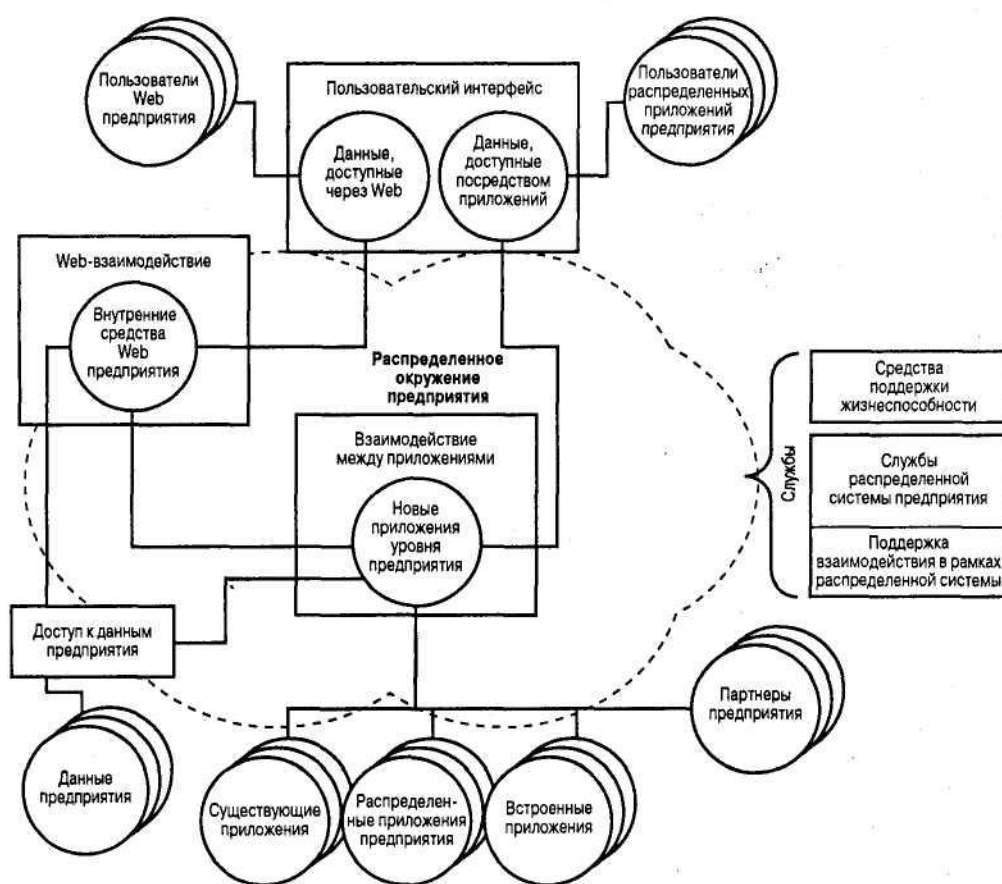 Пользователи
Web
предприятия
Пользовательский интерфейс
Данные,
доступные
через Web
Данные,
доступные
посредством
приложений
Пользователи
распределенных
приложений
предприятия
Web-взаимодействие
Внутренние
средства
Web
предприятия
Распределенное
окружение
предприятия
Взаимодействие
между приложениями
Новые
приложения
уровня
предприятия
Службы
Средства
поддержки
жизнеспособности
Службы
распределенной
системы предприятия
Поддержка
взаимодействия в рамках
распределенной системы
Доступ к данным
предприятия
Данные
предприятия
Существующие
приложения
Распределен-
ные приложения
предприятия
Встроенные
приложения
Партнеры
предприятия